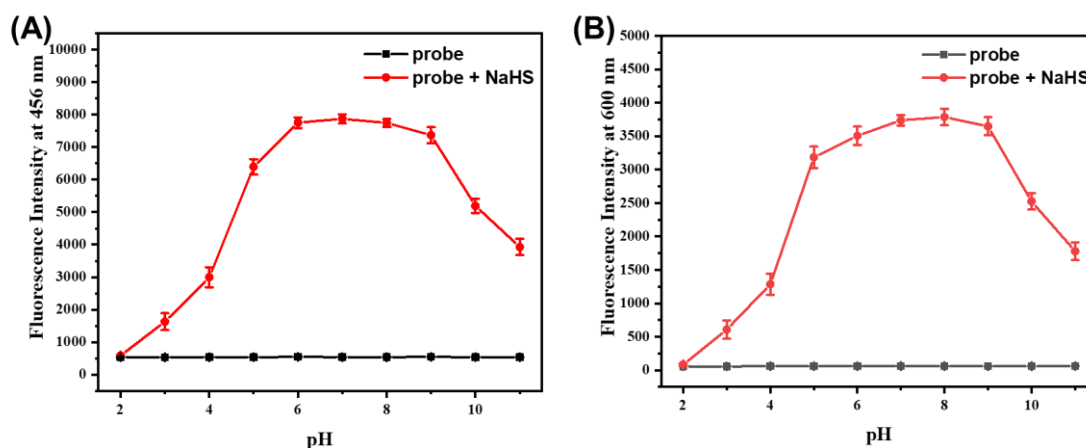 (A)
Fluorescence Intensity at 456 nm
10000
9000
8000
7000
6000
5000
4000
3000
2000
1000
0
probe
probe + NaHS
2 4 6 8 10
pH
(B)
Fluorescence Intensity at 600 nm
5000
4500
4000
3500
3000
2500
2000
1500
1000
500
0
probe
probe + NaHS
2 4 6 8 10
pH